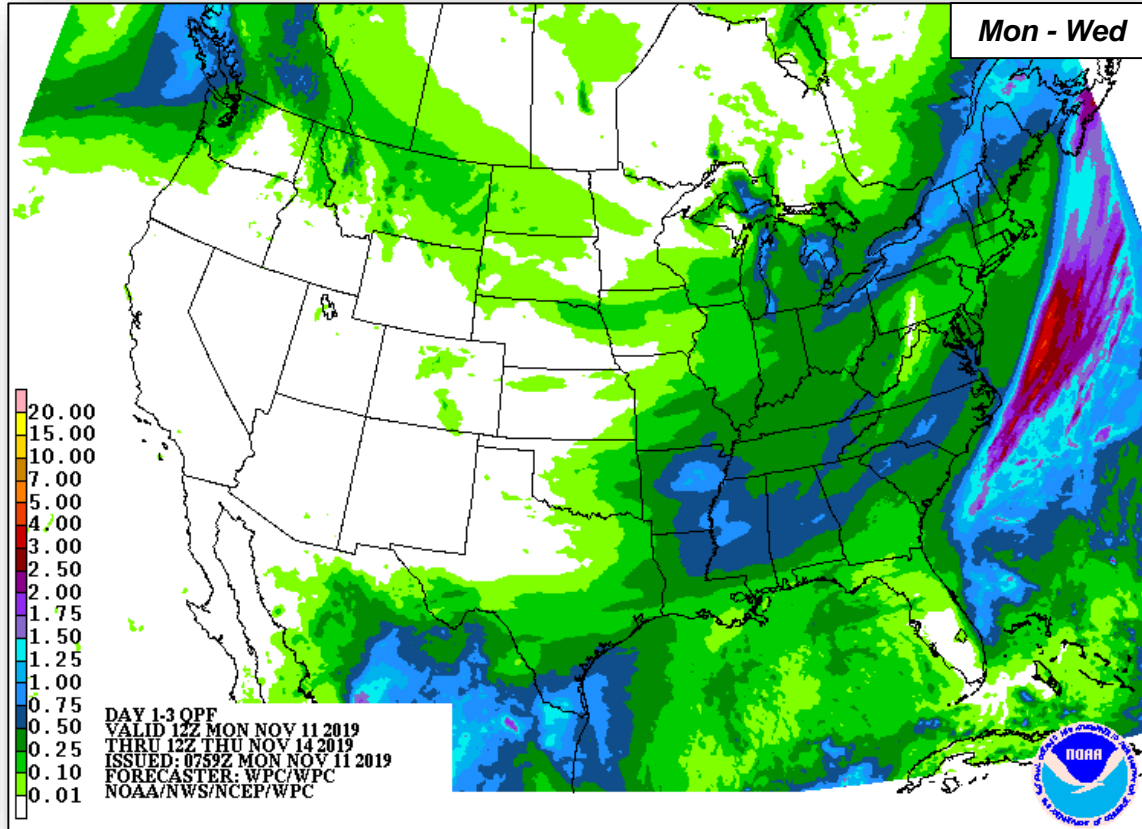 Mon - Wed
20.00
15.00
10.00
7.00
5.00
4.00
3.00
2.50
2.00
1.75
1.50
1.25
1.00
0.75
0.50
0.25
0.10
0.01
DAY 1-3 QPF
VALID 12Z MON NOV 11 2019
THRU 12Z THU NOV 14 2019
ISSUED: 0759Z MON NOV 11 2019
FORECASTER: WPC/WPC
NOAA/NWS/NCEP/WPC
NOAA